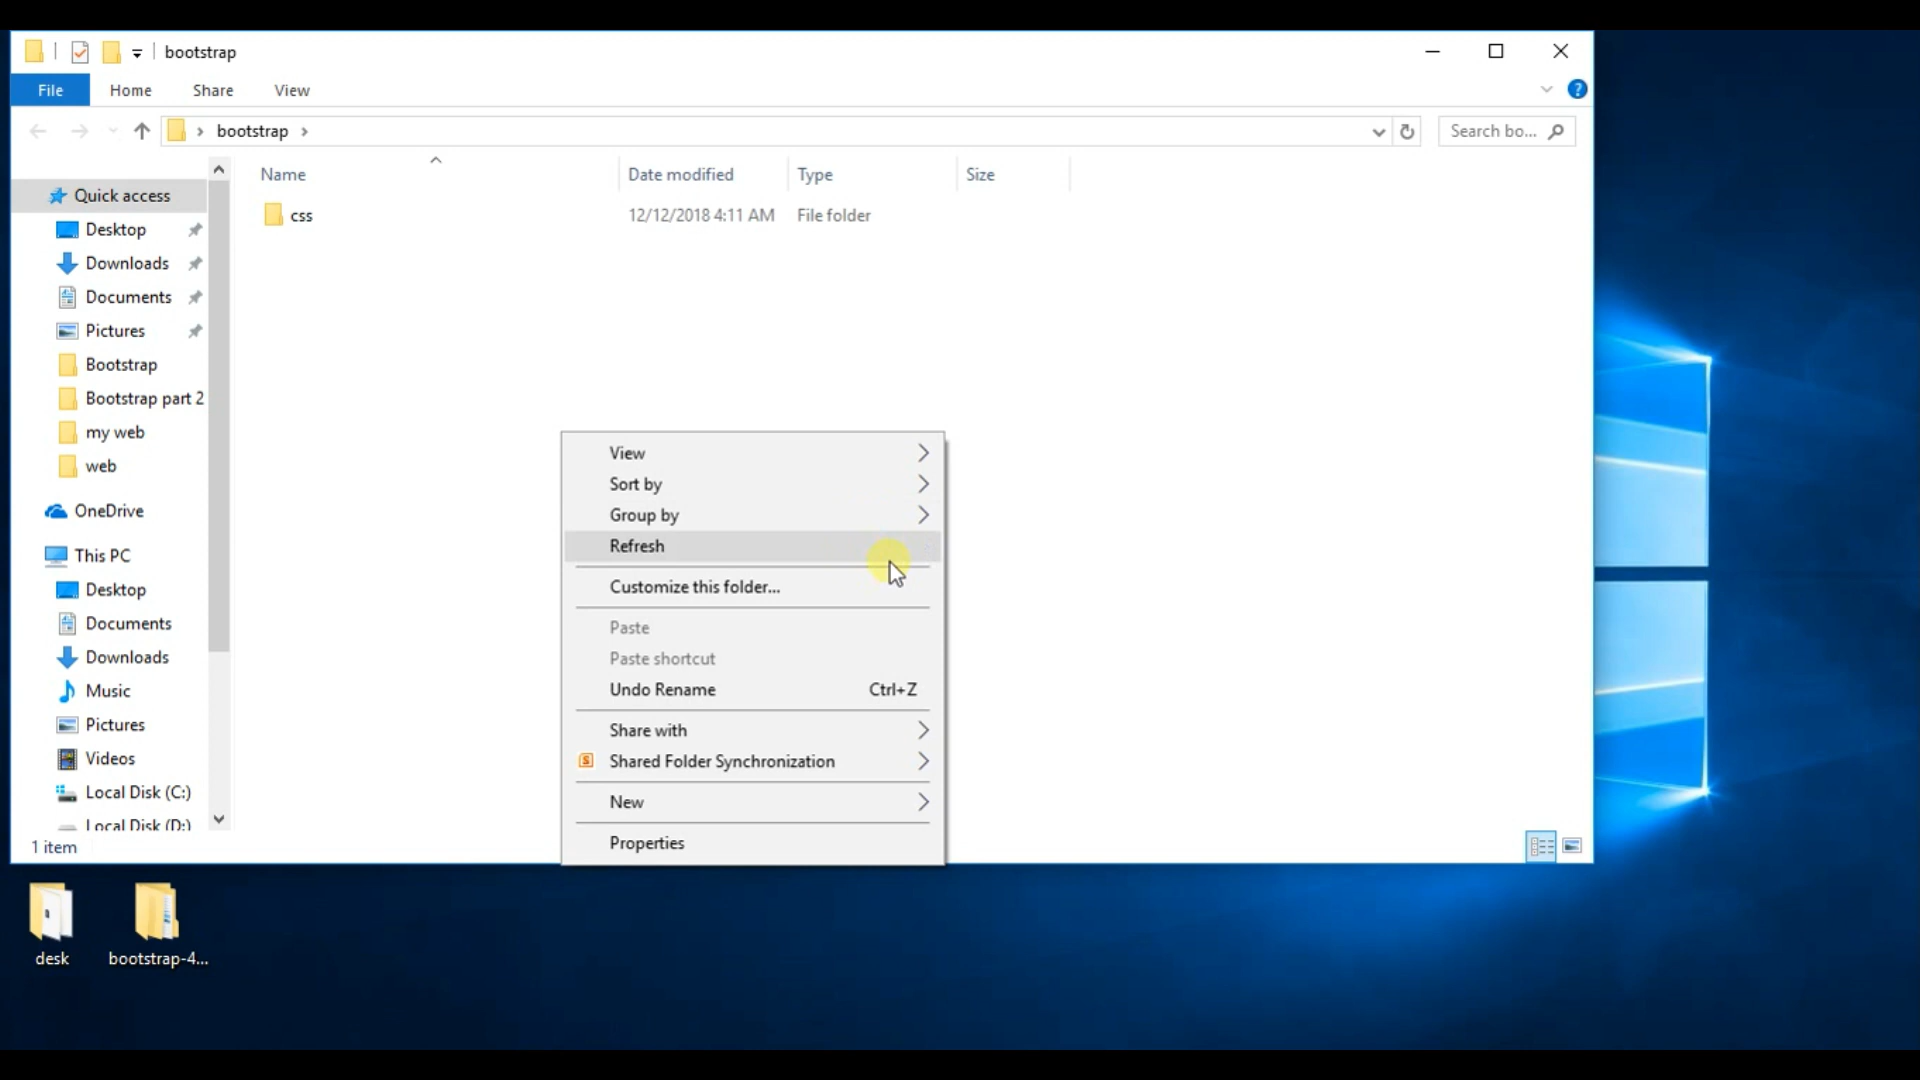 bootstrap
File Home Share View
bootstrap
Search bo...
Name Date modified Type Size
css 12/12/2018 4:11 AM File folder
Quick access
Desktop
Downloads
Documents
Pictures
Bootstrap
Bootstrap part 2
my web
web
OneDrive
This PC
Desktop
Documents
Downloads
Music
Pictures
Videos
Local Disk (C:)
Local Disk (D:)
1 item
View
Sort by
Group by
Refresh
Customize this folder...
Paste
Paste shortcut
Undo Rename Ctrl+Z
Share with
Shared Folder Synchronization
New
Properties
desk
bootstrap-4...